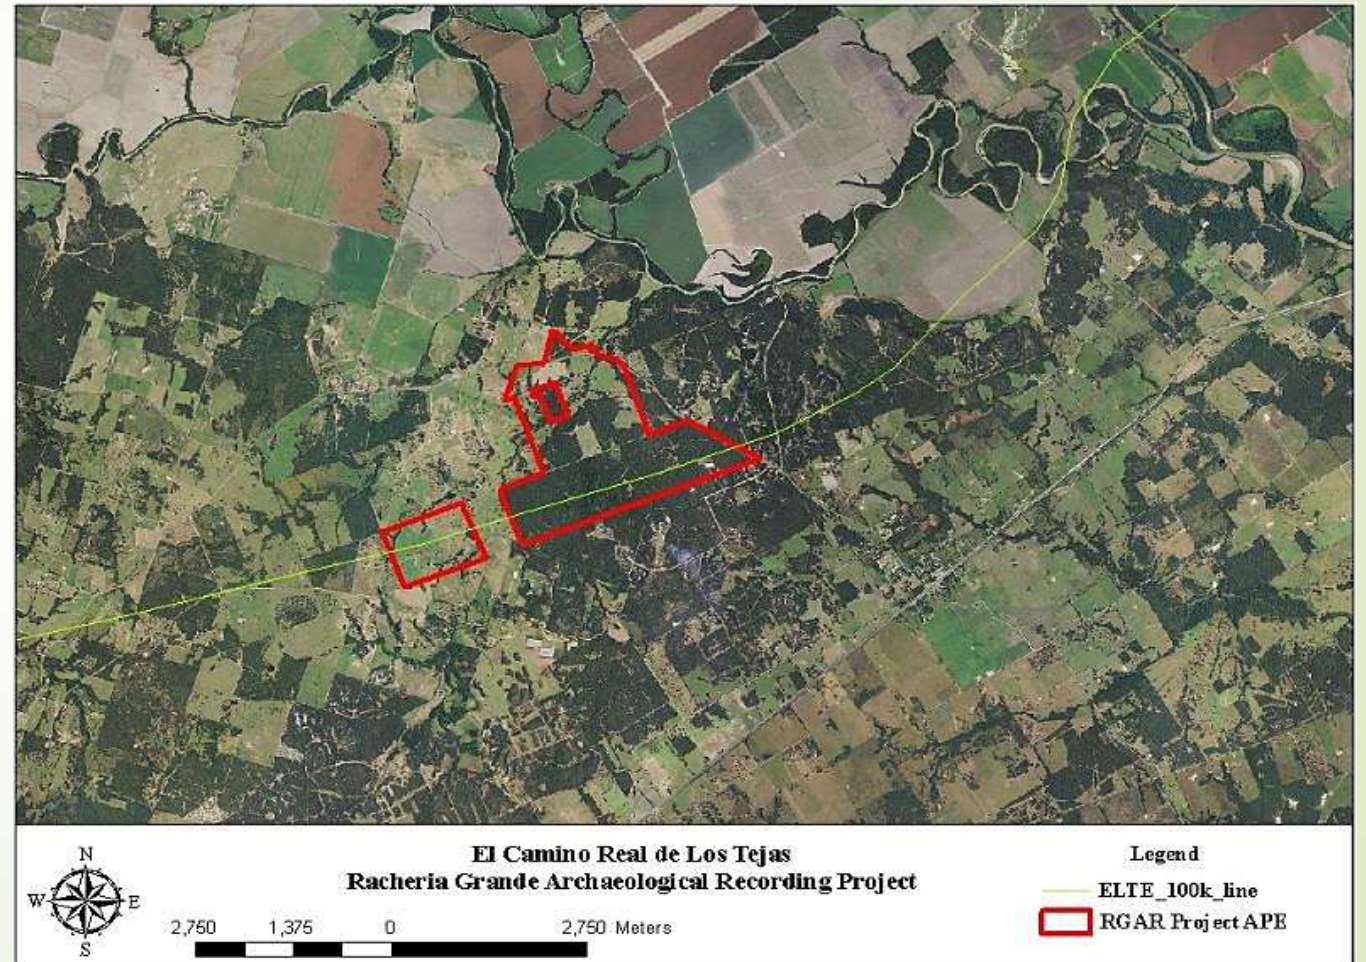 El Camino Real de Los Tejas
Racheria Grande Archaeological Recording Project
N
W E
S
2,750 1,375 0 2,750 Meters
Legend
ELTE_100k_line
RGAR Project APE